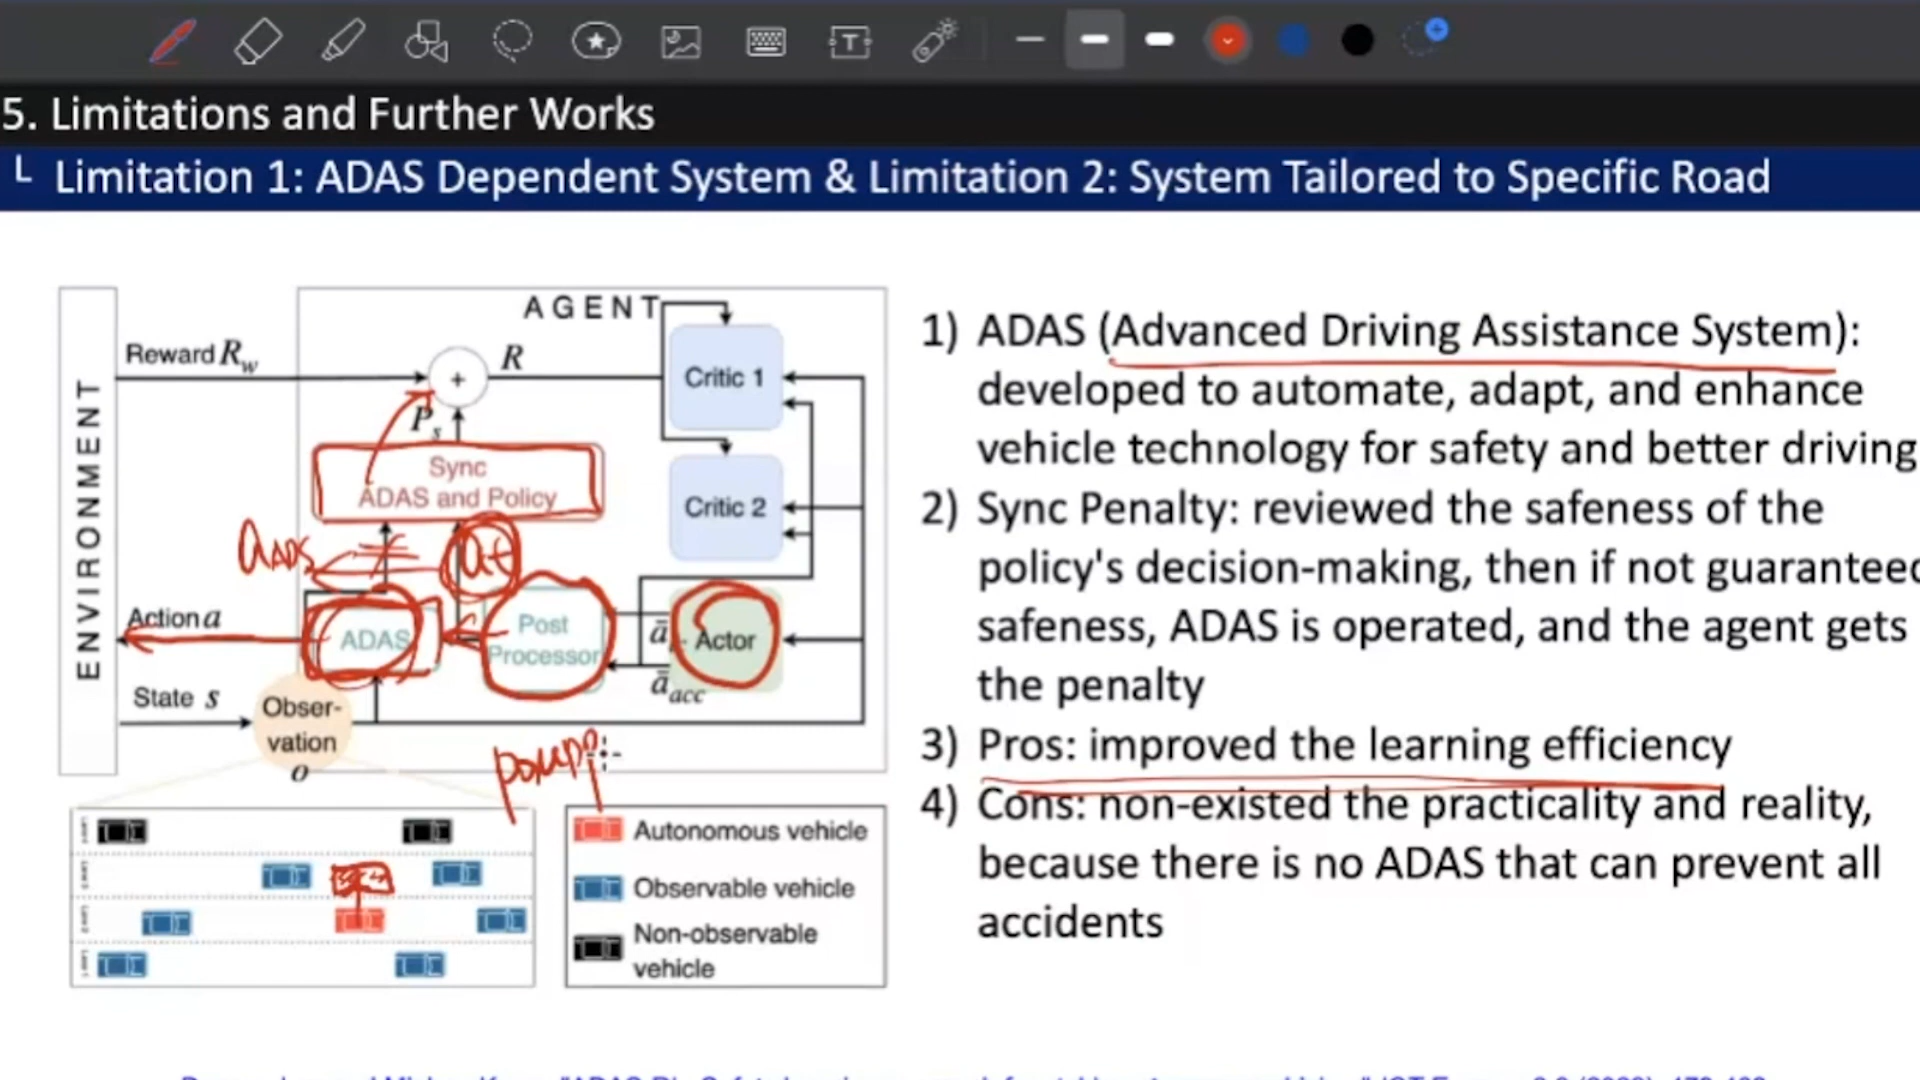 5. Limitations and Further Works
└ Limitation 1: ADAS Dependent System & Limitation 2: System Tailored to Specific Road
ENVIRONMENT
AGENT
Reward R_w
R
+
P_s
Critic 1
Sync
ADAS and Policy
Critic 2
a_ADS
at
Action a
ADAS
Post
Processor
ā
Actor
ā_acc
State s
Obser-
vation
o
Autonomous vehicle
Observable vehicle
Non-observable
vehicle
1) ADAS (Advanced Driving Assistance System):
developed to automate, adapt, and enhance
vehicle technology for safety and better driving
2) Sync Penalty: reviewed the safeness of the
policy's decision-making, then if not guaranteed
safeness, ADAS is operated, and the agent gets
the penalty
3) Pros: improved the learning efficiency
4) Cons: non-existed the practicality and reality,
because there is no ADAS that can prevent all
accidents